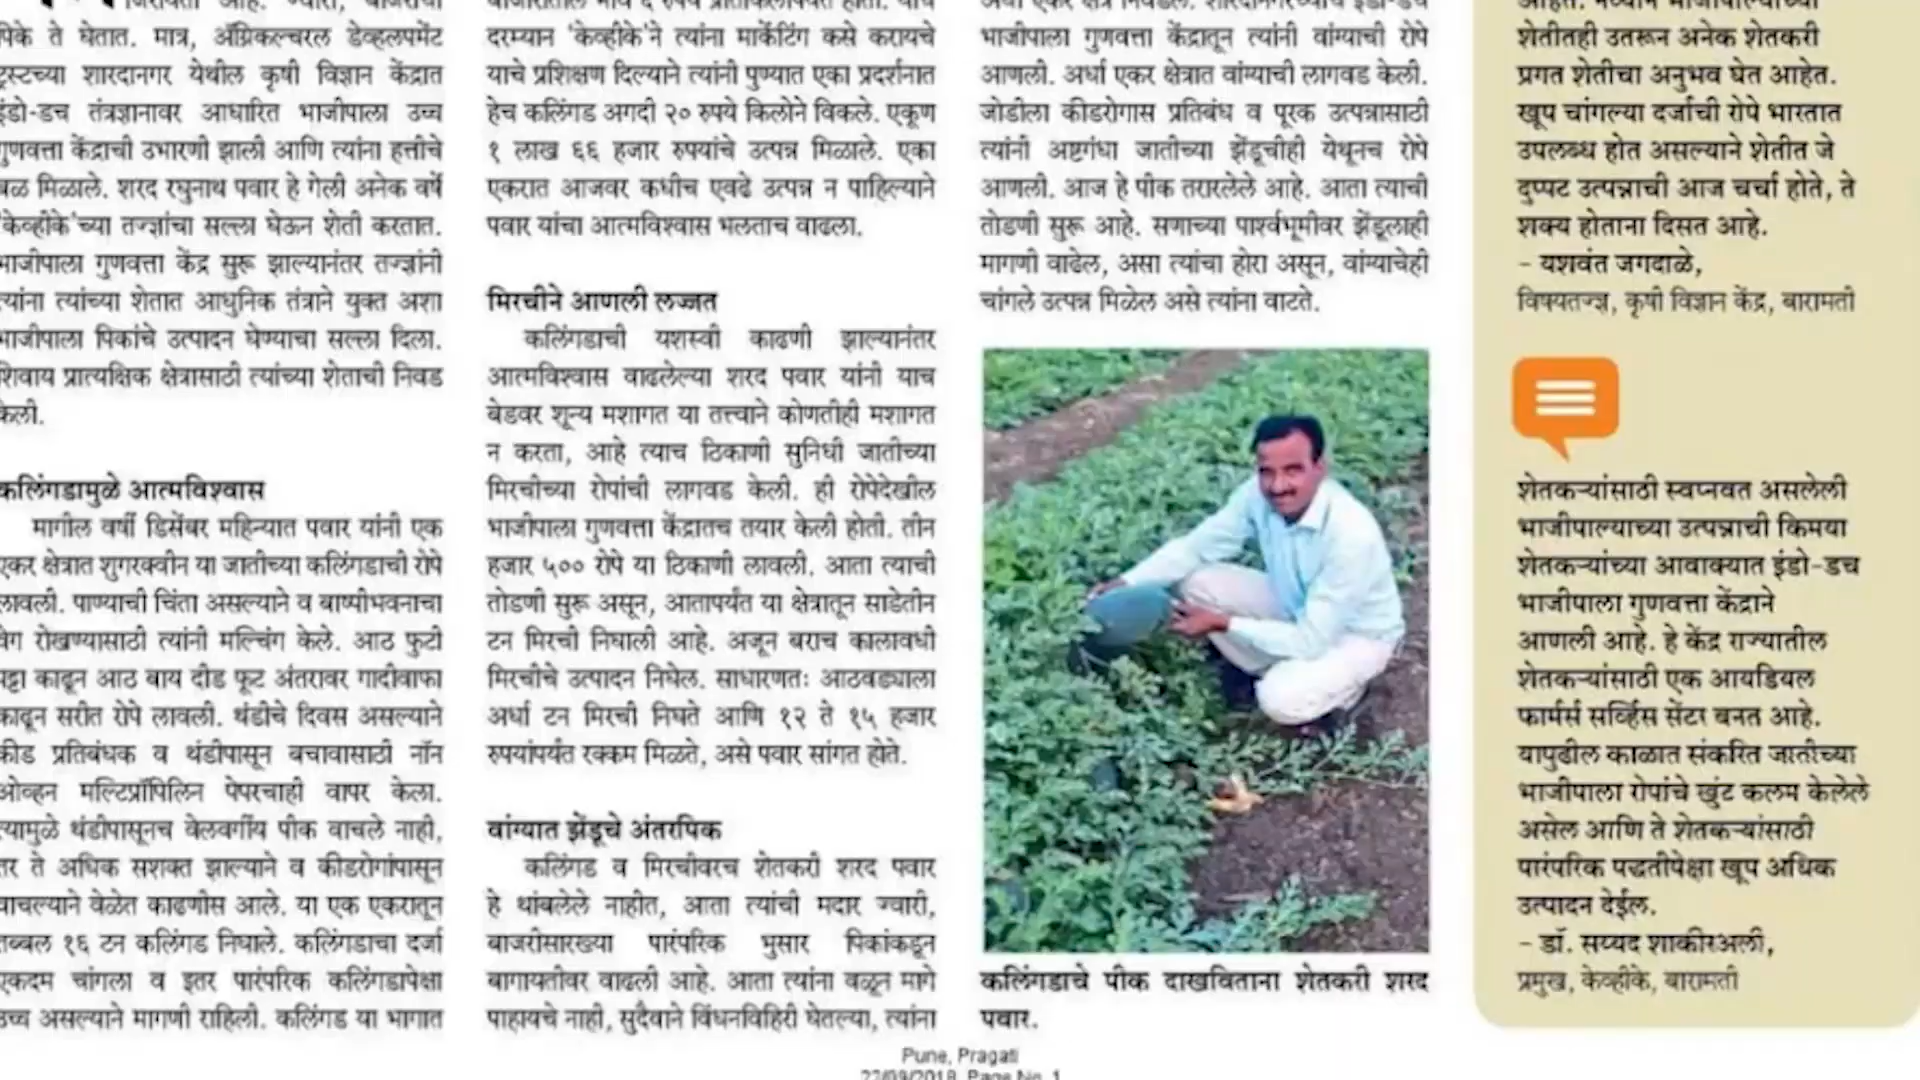 पिके ते घेतात. मात्र, अ‍ॅग्रिकल्चरल डेव्हलपमेंट
ट्रस्टच्या शारदानगर येथील कृषी विज्ञान केंद्रात
इंडो-डच तंत्रज्ञानावर आधारित भाजीपाला उच्च
गुणवत्ता केंद्राची उभारणी झाली आणि त्यांना हत्तीचे
बळ मिळाले. शरद रघुनाथ पवार हे गेली अनेक वर्षे
'केव्हीके'च्या तज्ज्ञांचा सल्ला घेऊन शेती करतात.
भाजीपाला गुणवत्ता केंद्र सुरू झाल्यानंतर तज्ज्ञांनी
त्यांना त्यांच्या शेतात आधुनिक तंत्राने युक्त अशा
भाजीपाला पिकांचे उत्पादन घेण्याचा सल्ला दिला.
शिवाय प्रात्यक्षिक क्षेत्रासाठी त्यांच्या शेताची निवड
केली.
कलिंगडामुळे आत्मविश्वास
मागील वर्षी डिसेंबर महिन्यात पवार यांनी एक
एकर क्षेत्रात शुगरक्वीन या जातीच्या कलिंगडाची रोपे
लावली. पाण्याची चिंता असल्याने व बाष्पीभवनाचा
वेग रोखण्यासाठी त्यांनी मल्चिंग केले. आठ फुटी
पट्टा काढून आठ बाय दीड फूट अंतरावर गादीवाफा
काढून सरीत रोपे लावली. थंडीचे दिवस असल्याने
कीड प्रतिबंधक व थंडीपासून बचावासाठी नॉन
ओव्हन मल्टिप्रॉपिलिन पेपरचाही वापर केला.
त्यामुळे थंडीपासूनच वेलवर्गीय पीक वाचले नाही,
तर ते अधिक सशक्त झाल्याने व कीडरोगांपासून
वाचल्याने वेळेत काढणीस आले. या एक एकरातून
तब्बल १६ टन कलिंगड निघाले. कलिंगडाचा दर्जा
एकदम चांगला व इतर पारंपरिक कलिंगडापेक्षा
उच्च असल्याने मागणी राहिली. कलिंगड या भागात
दरम्यान 'केव्हीके'ने त्यांना मार्केटिंग कसे करायचे
याचे प्रशिक्षण दिल्याने त्यांनी पुण्यात एका प्रदर्शनात
हेच कलिंगड अगदी २० रुपये किलोने विकले. एकूण
१ लाख ६६ हजार रुपयांचे उत्पन्न मिळाले. एका
एकरात आजवर कधीच एवढे उत्पन्न न पाहिल्याने
पवार यांचा आत्मविश्वास भलताच वाढला.
मिरचीने आणली लज्जत
कलिंगडाची यशस्वी काढणी झाल्यानंतर
आत्मविश्वास वाढलेल्या शरद पवार यांनी याच
बेडवर शून्य मशागत या तत्त्वाने कोणतीही मशागत
न करता, आहे त्याच ठिकाणी सुनिधी जातीच्या
मिरचीच्या रोपांची लागवड केली. ही रोपेदेखील
भाजीपाला गुणवत्ता केंद्रातच तयार केली होती. तीन
हजार ५०० रोपे या ठिकाणी लावली. आता त्याची
तोडणी सुरू असून, आतापर्यंत या क्षेत्रातून साडेतीन
टन मिरची निघाली आहे. अजून बराच कालावधी
मिरचीचे उत्पादन निघेल. साधारणतः आठवड्याला
अर्धा टन मिरची निघते आणि १२ ते १५ हजार
रुपयांपर्यंत रक्कम मिळते, असे पवार सांगत होते.
वांग्यात झेंडूचे अंतरपिक
कलिंगड व मिरचीवरच शेतकरी शरद पवार
हे थांबलेले नाहीत, आता त्यांची मदार ज्वारी,
बाजरीसारख्या पारंपरिक भुसार पिकांकडून
बागायतीवर वाढली आहे. आता त्यांना वळून मागे
पाहायचे नाही, सुदैवाने विंधनविहिरी घेतल्या, त्यांना
भाजीपाला गुणवत्ता केंद्रातून त्यांनी वांग्याची रोपे
आणली. अर्धा एकर क्षेत्रात वांग्याची लागवड केली.
जोडीला कीडरोगास प्रतिबंध व पूरक उत्पन्नासाठी
त्यांनी अष्टगंधा जातीच्या झेंडूचीही येथूनच रोपे
आणली. आज हे पीक तरारलेले आहे. आता त्याची
तोडणी सुरू आहे. सणाच्या पार्श्वभूमीवर झेंडूलाही
मागणी वाढेल, असा त्यांचा होरा असून, वांग्याचेही
चांगले उत्पन्न मिळेल असे त्यांना वाटते.
कलिंगडाचे पीक दाखविताना शेतकरी शरद
पवार.
शेतीतही उतरून अनेक शेतकरी
प्रगत शेतीचा अनुभव घेत आहेत.
खूप चांगल्या दर्जाची रोपे भारतात
उपलब्ध होत असल्याने शेतीत जे
दुप्पट उत्पन्नाची आज चर्चा होते, ते
शक्य होताना दिसत आहे.
- यशवंत जगदाळे,
विषयतज्ज्ञ, कृषी विज्ञान केंद्र, बारामती
शेतकऱ्यांसाठी स्वप्नवत असलेली
भाजीपाल्याच्या उत्पन्नाची किमया
शेतकऱ्यांच्या आवाक्यात इंडो-डच
भाजीपाला गुणवत्ता केंद्राने
आणली आहे. हे केंद्र राज्यातील
शेतकऱ्यांसाठी एक आयडियल
फार्मर्स सर्व्हिस सेंटर बनत आहे.
यापुढील काळात संकरित जातीच्या
भाजीपाला रोपांचे खुंट कलम केलेले
असेल आणि ते शेतकऱ्यांसाठी
पारंपरिक पद्धतीपेक्षा खूप अधिक
उत्पादन देईल.
- डॉ. सय्यद शाकीरअली,
प्रमुख, केव्हीके, बारामती
Pune, Pragati
22/09/2018 Page No. 1